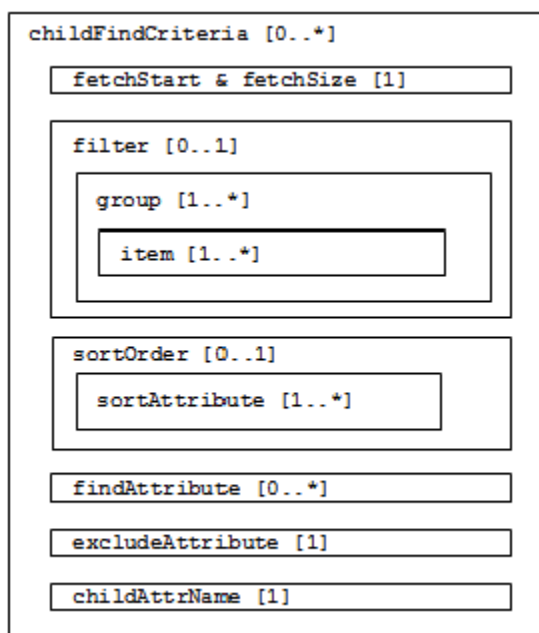 childFindCriteria [0..*]
fetchStart & fetchSize [1]
filter [0..1]
group [1..*]
item [1..*]
sortOrder [0..1]
sortAttribute [1..*]
findAttribute [0..*]
excludeAttribute [1]
childAttrName [1]